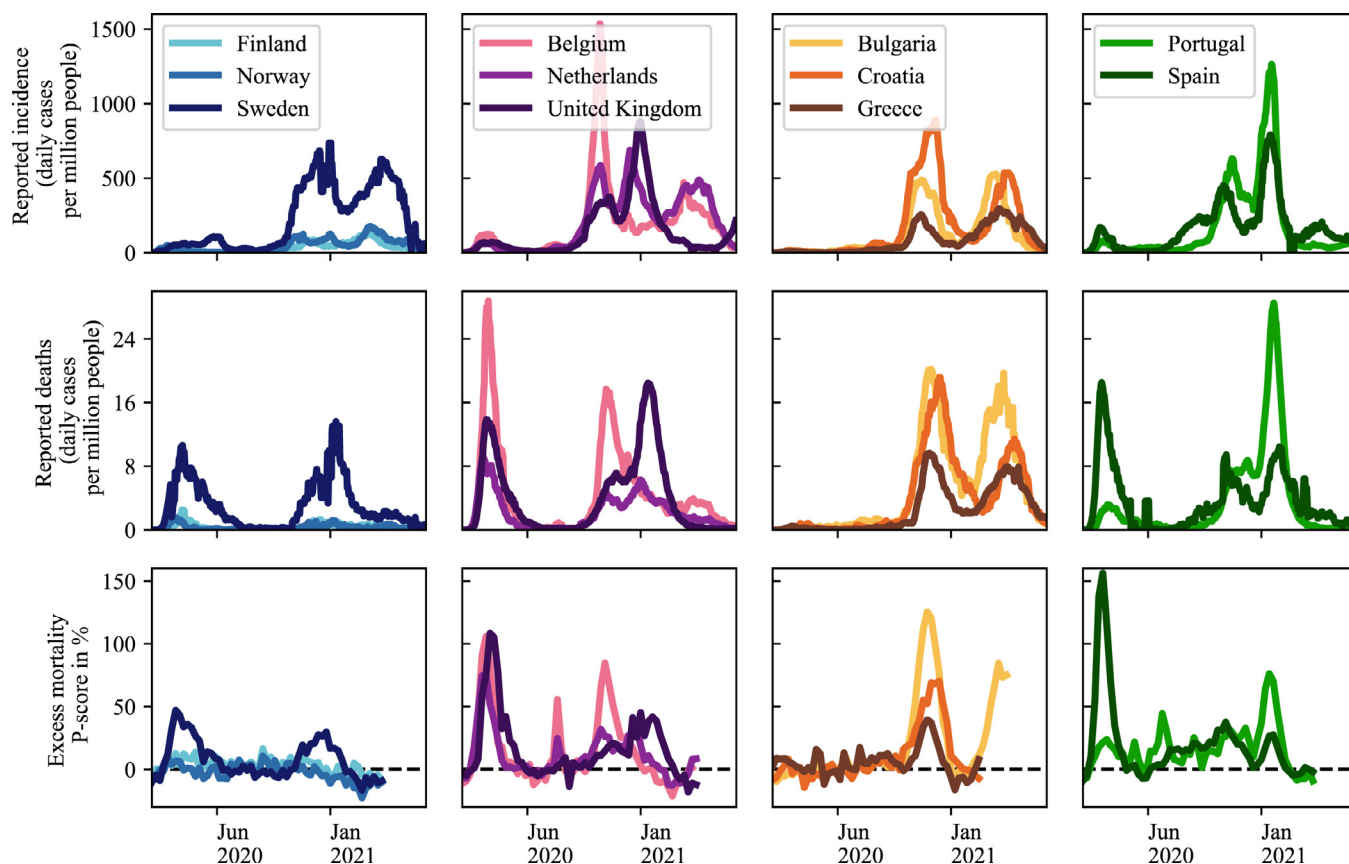 Reported incidence
(daily cases
per million people)
1500
1000
500
0
Finland
Norway
Sweden
Belgium
Netherlands
United Kingdom
Bulgaria
Croatia
Greece
Portugal
Spain
Jun
Jan
2021
Reported deaths
(daily cases
per million people)
24
16
8
0
Excess mortality
P-score in %
150
100
50
0
Jun
2020
Jan
2021
Jun
2020
Jan
2021
Jun
2020
Jan
2021
Jun
2020
Jan
2021